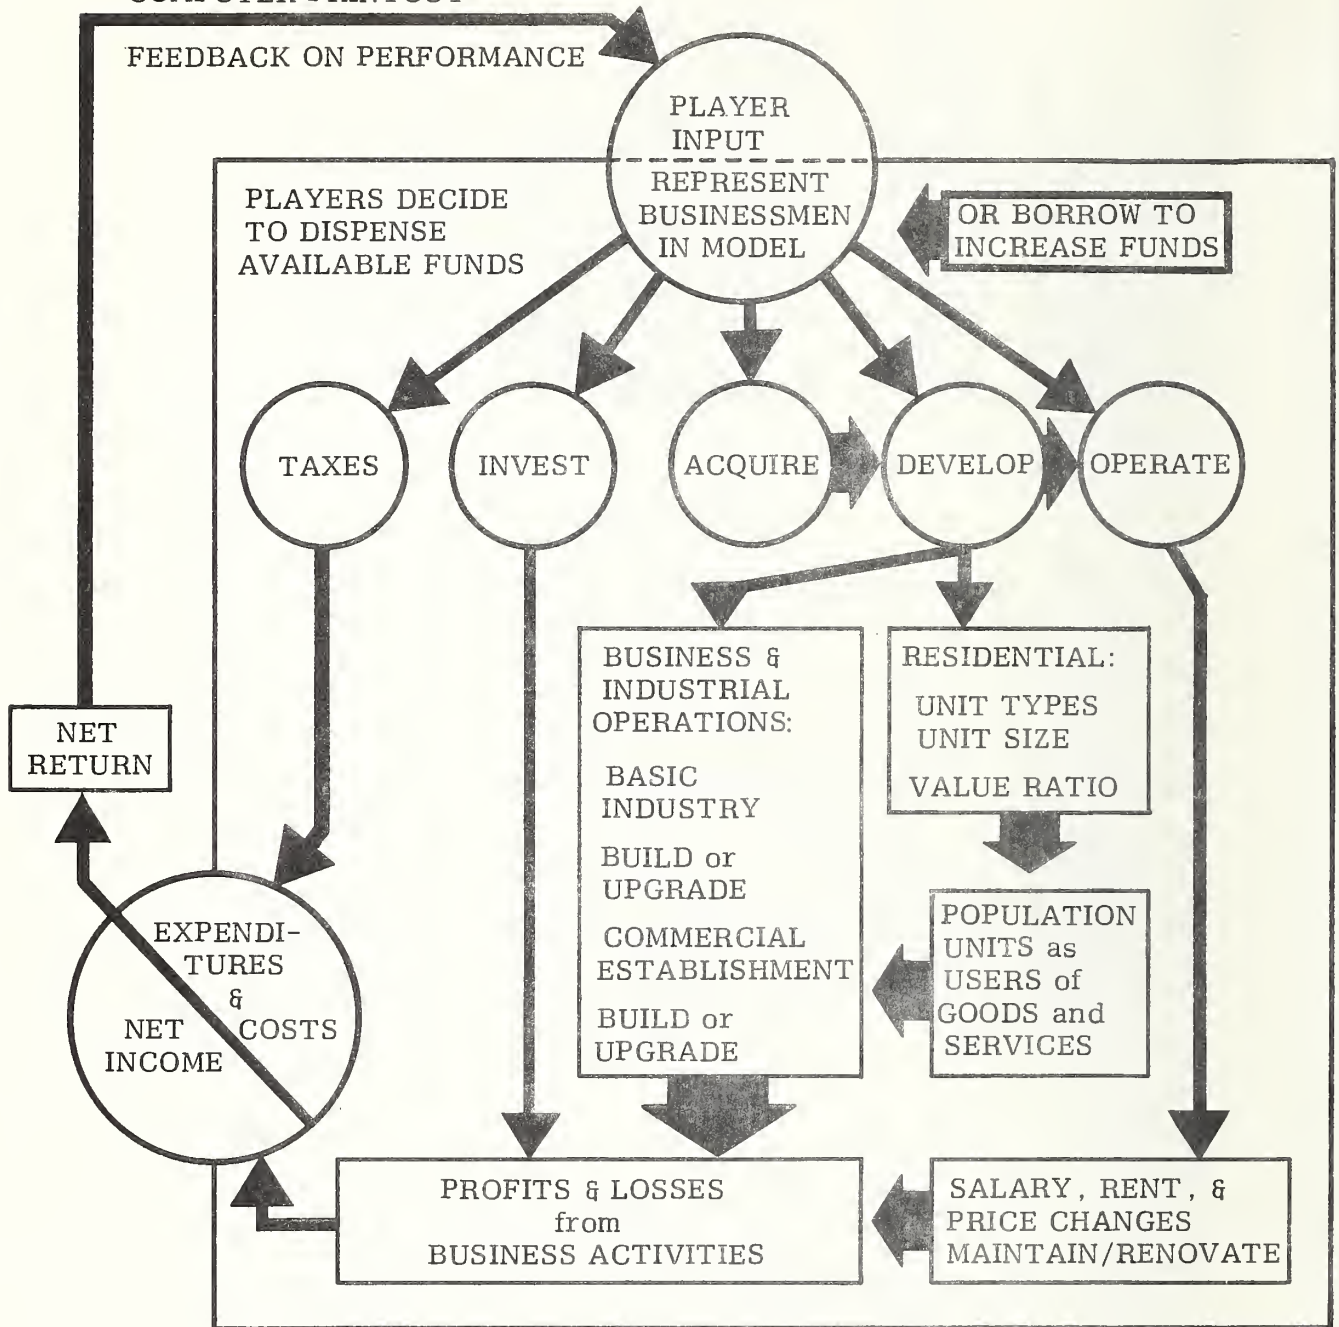 FEEDBACK ON PERFORMANCE
PLAYER
INPUT
REPRESENT
BUSINESSMEN
IN MODEL
PLAYERS DECIDE
TO DISPENSE
AVAILABLE FUNDS
OR BORROW TO
INCREASE FUNDS
TAXES
INVEST
ACQUIRE
DEVELOP
OPERATE
BUSINESS &
INDUSTRIAL
OPERATIONS:
BASIC
INDUSTRY
BUILD or
UPGRADE
COMMERCIAL
ESTABLISHMENT
BUILD or
UPGRADE
RESIDENTIAL:
UNIT TYPES
UNIT SIZE
VALUE RATIO
POPULATION
UNITS as
USERS of
GOODS and
SERVICES
NET
RETURN
EXPENDI-
TURES
&
COSTS
NET
INCOME
PROFITS & LOSSES
from
BUSINESS ACTIVITIES
SALARY, RENT, &
PRICE CHANGES
MAINTAIN/RENOVATE